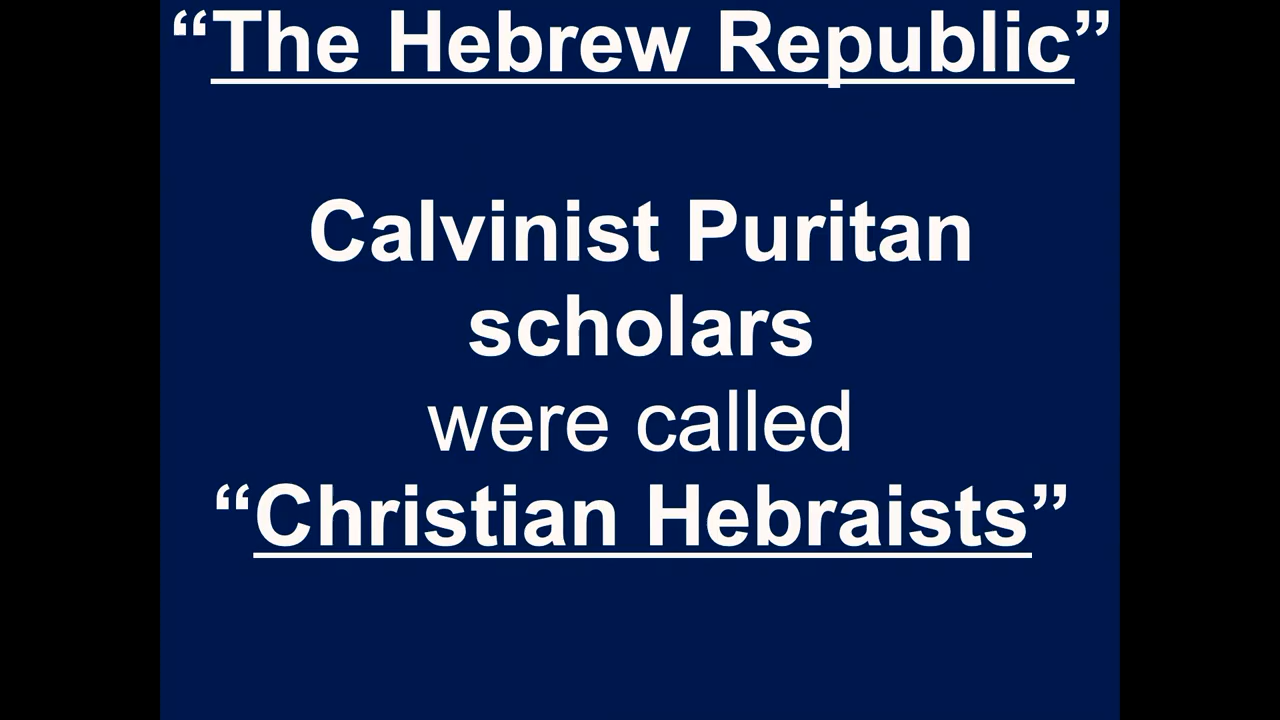 “The Hebrew Republic”
Calvinist Puritan
scholars
were called
“Christian Hebraists”